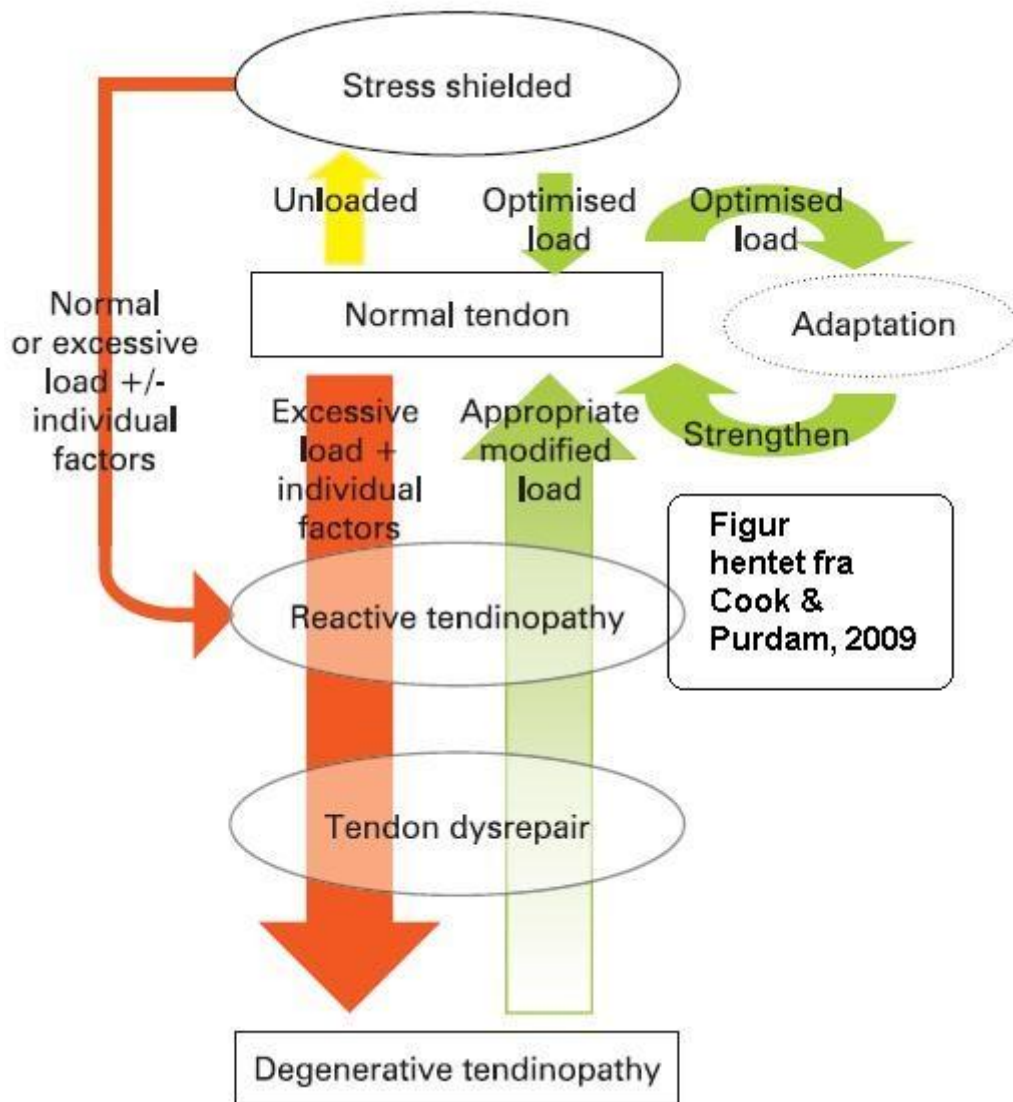 Stress shielded
Unloaded
Optimised
load
Optimised
load
Normal
or excessive
load +/-
individual
factors
Normal tendon
Adaptation
Excessive
load +
individual
factors
Appropriate
modified
load
Strengthen
Figur
hentet fra
Cook &
Purdam, 2009
Reactive tendinopathy
Tendon dysrepair
Degenerative tendinopathy